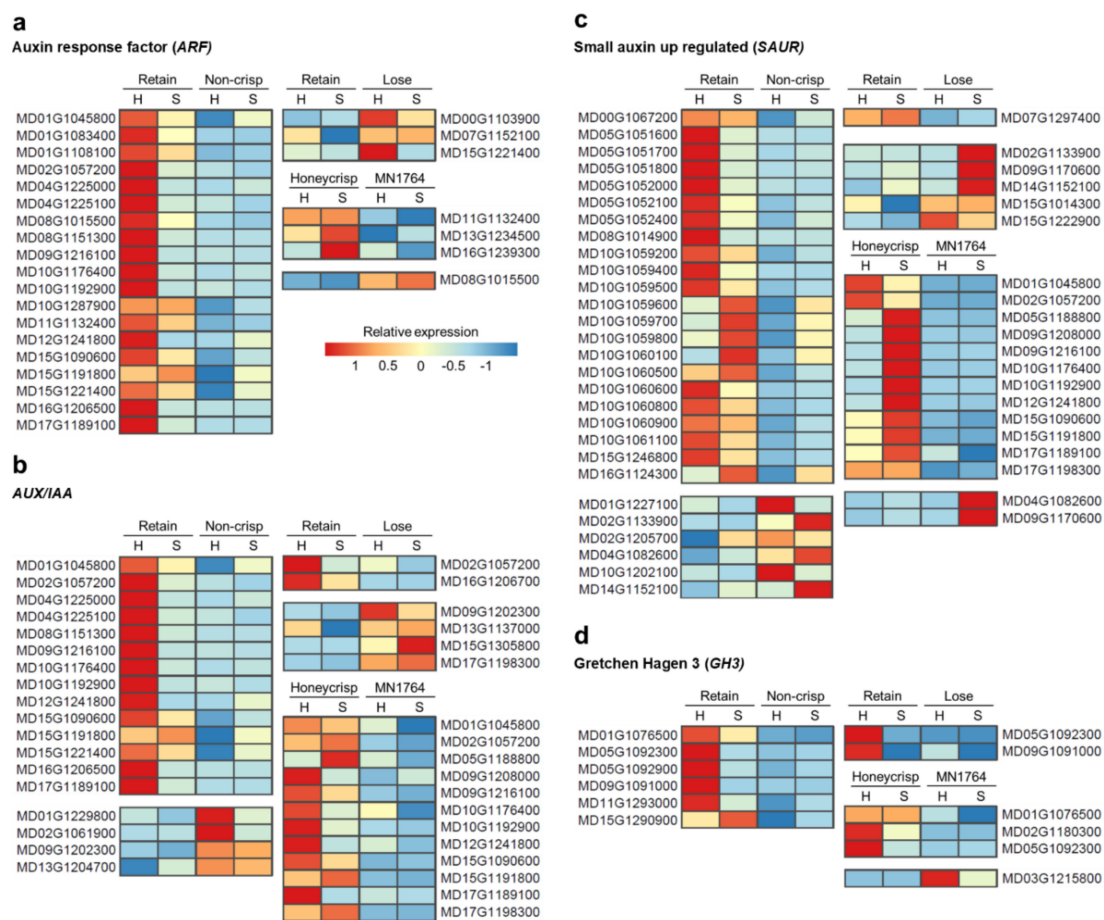 a
Auxin response factor (ARF)
Retain Non-crisp
H S H S
MD01G1045800
MD01G1083400
MD01G1108100
MD02G1057200
MD04G1225000
MD04G1225100
MD08G1015500
MD08G1151300
MD09G1216100
MD10G1176400
MD10G1192900
MD10G1287900
MD11G1132400
MD12G1241800
MD15G1090600
MD15G1191800
MD15G1221400
MD16G1206500
MD17G1189100
Retain Lose
H S H S
MD00G1103900
MD07G1152100
MD15G1221400
Honeycrisp MN1764
H S H S
MD11G1132400
MD13G1234500
MD16G1239300
MD08G1015500
Relative expression
1 0.5 0 -0.5 -1
b
AUX/IAA
Retain Non-crisp
H S H S
MD01G1045800
MD02G1057200
MD04G1225000
MD04G1225100
MD08G1151300
MD09G1216100
MD10G1176400
MD10G1192900
MD12G1241800
MD15G1090600
MD15G1191800
MD15G1221400
MD16G1206500
MD17G1189100
MD01G1229800
MD02G1061900
MD09G1202300
MD13G1204700
Retain Lose
H S H S
MD02G1057200
MD16G1206700
MD09G1202300
MD13G1137000
MD15G1305800
MD17G1198300
Honeycrisp MN1764
H S H S
MD01G1045800
MD02G1057200
MD05G1188800
MD09G1208000
MD09G1216100
MD10G1176400
MD10G1192900
MD12G1241800
MD15G1090600
MD15G1191800
MD17G1189100
MD17G1198300
c
Small auxin up regulated (SAUR)
Retain Non-crisp
H S H S
MD00G1067200
MD05G1051600
MD05G1051700
MD05G1051800
MD05G1052000
MD05G1052100
MD05G1052400
MD08G1014900
MD10G1059200
MD10G1059400
MD10G1059500
MD10G1059600
MD10G1059700
MD10G1059800
MD10G1060100
MD10G1060500
MD10G1060600
MD10G1060800
MD10G1060900
MD10G1061100
MD15G1246800
MD16G1124300
MD01G1227100
MD02G1133900
MD02G1205700
MD04G1082600
MD10G1202100
MD14G1152100
Retain Lose
H S H S
MD07G1297400
MD02G1133900
MD09G1170600
MD14G1152100
MD15G1014300
MD15G1222900
Honeycrisp MN1764
H S H S
MD01G1045800
MD02G1057200
MD05G1188800
MD09G1208000
MD09G1216100
MD10G1176400
MD10G1192900
MD12G1241800
MD15G1090600
MD15G1191800
MD17G1189100
MD17G1198300
MD04G1082600
MD09G1170600
d
Gretchen Hagen 3 (GH3)
Retain Non-crisp
H S H S
MD01G1076500
MD05G1092300
MD05G1092900
MD09G1091000
MD11G1293000
MD15G1290900
Retain Lose
H S H S
MD05G1092300
MD09G1091000
Honeycrisp MN1764
H S H S
MD01G1076500
MD02G1180300
MD05G1092300
MD03G1215800